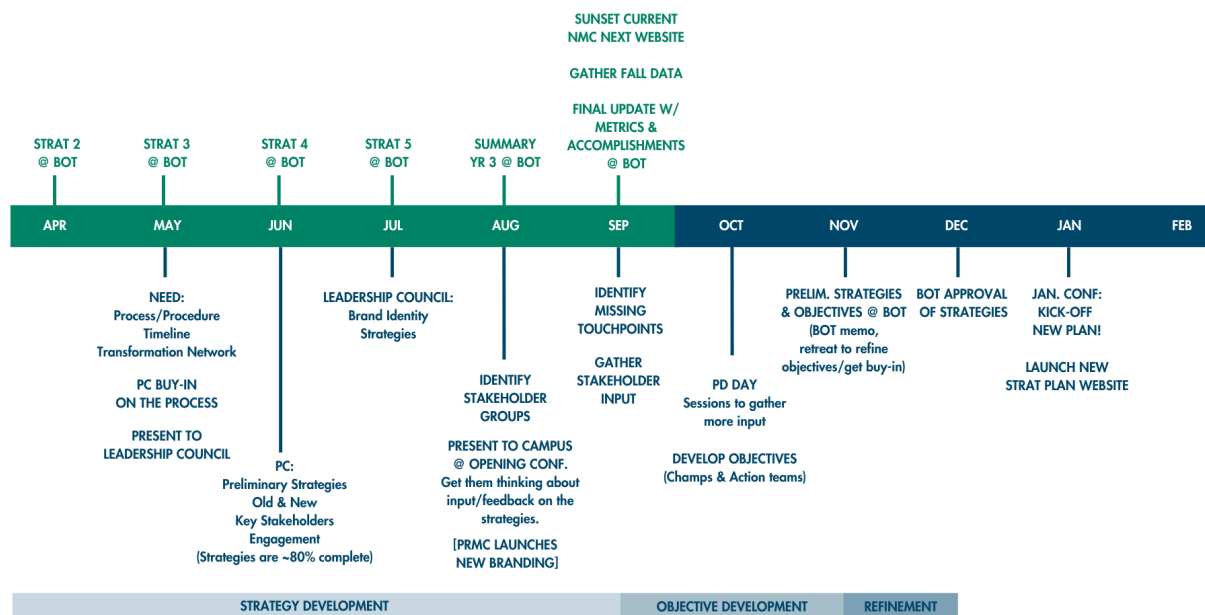 SUNSET CURRENT
NMC NEXT WEBSITE
GATHER FALL DATA
FINAL UPDATE W/
METRICS &
ACCOMPLISHMENTS
@ BOT
STRAT 2
@ BOT
STRAT 3
@ BOT
STRAT 4
@ BOT
STRAT 5
@ BOT
SUMMARY
YR 3 @ BOT
APR
MAY
JUN
JUL
AUG
SEP
OCT
NOV
DEC
JAN
FEB
NEED:
Process/Procedure
Timeline
Transformation Network
PC BUY-IN
ON THE PROCESS
PRESENT TO
LEADERSHIP COUNCIL
PC:
Preliminary Strategies
Old & New
Key Stakeholders
Engagement
(Strategies are ~80% complete)
LEADERSHIP COUNCIL:
Brand Identity
Strategies
IDENTIFY
STAKEHOLDER
GROUPS
PRESENT TO CAMPUS
@ OPENING CONF.
Get them thinking about
input/feedback on the
strategies.
[PRMC LAUNCHES
NEW BRANDING]
IDENTIFY
MISSING
TOUCHPOINTS
GATHER
STAKEHOLDER
INPUT
PD DAY
Sessions to gather
more input
DEVELOP OBJECTIVES
(Champs & Action teams)
PRELIM. STRATEGIES
& OBJECTIVES @ BOT
(BOT memo,
retreat to refine
objectives/get buy-in)
BOT APPROVAL
OF STRATEGIES
JAN. CONF:
KICK-OFF
NEW PLAN!
LAUNCH NEW
STRAT PLAN WEBSITE
STRATEGY DEVELOPMENT
OBJECTIVE DEVELOPMENT
REFINEMENT